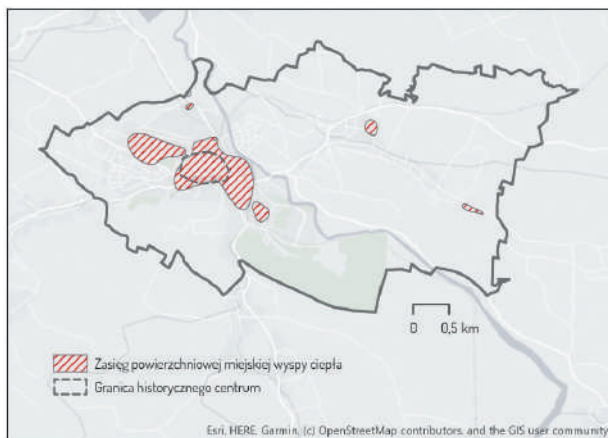 0 0,5 km
Zasięg powierzchniowej miejskiej wyspy ciepła
Granica historycznego centrum
Esri, HERE, Garmin, (c) OpenStreetMap contributors, and the GIS user community